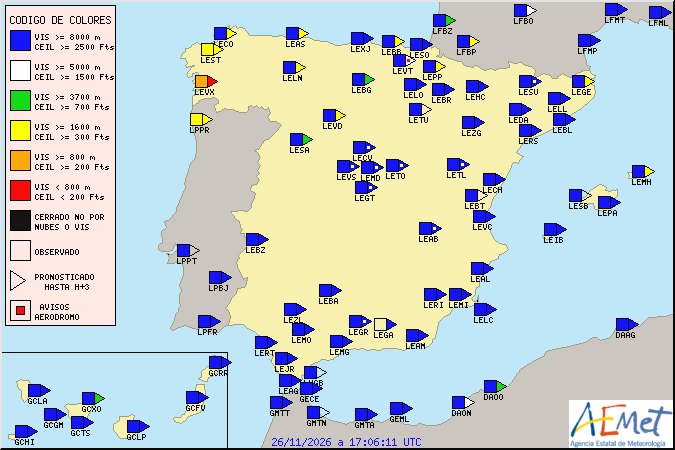 CODIGO DE COLORES
VIS >= 8000 m
CEIL >= 2500 Fts
VIS >= 5000 m
CEIL >= 1500 Fts
VIS >= 3700 m
CEIL >= 700 Fts
VIS >= 1600 m
CEIL >= 300 Fts
VIS >= 800 m
CEIL >= 200 Fts
VIS < 800 m
CEIL < 200 Fts
CERRADO NO POR
NUBES O VIS
OBSERVADO
PRONOSTICADO
HASTA H+3
AVISOS
AERODROMO
LFBO LFMT LFML
LFBZ
LECO LEAS LEXJ LEBB LESO LFBP LFMP
LEST
LEVT LEPP
LELN
LEVX LEBG LELO LEBR LEHC LESU LEGE
LELL
LPPR LEVD LETU LEZG LEDA LEBL
LERS
LESA LECV
LEVS LEMD LETO LETL
LEGT LECH LEMH
LEBT LESB LEPA
LEVC
LEBZ LEAB LEIB
LPPT
LPBJ LEAL
LEBA LERI LEMI
LEZL LELC
LPFR LEMO LEGR LEGA DAAG
LERT LEMG LEAM
LEJR
GCRR
LEAG LXGB
GCLA GCXO GCFV GECE DAOO
GMTT GEML DAON
GCGM GCTS GCLP GMTN GMTA
GCHI
26/11/2026 a 17:06:11 UTC
AEMet
Agencia Estatal de Meteorología